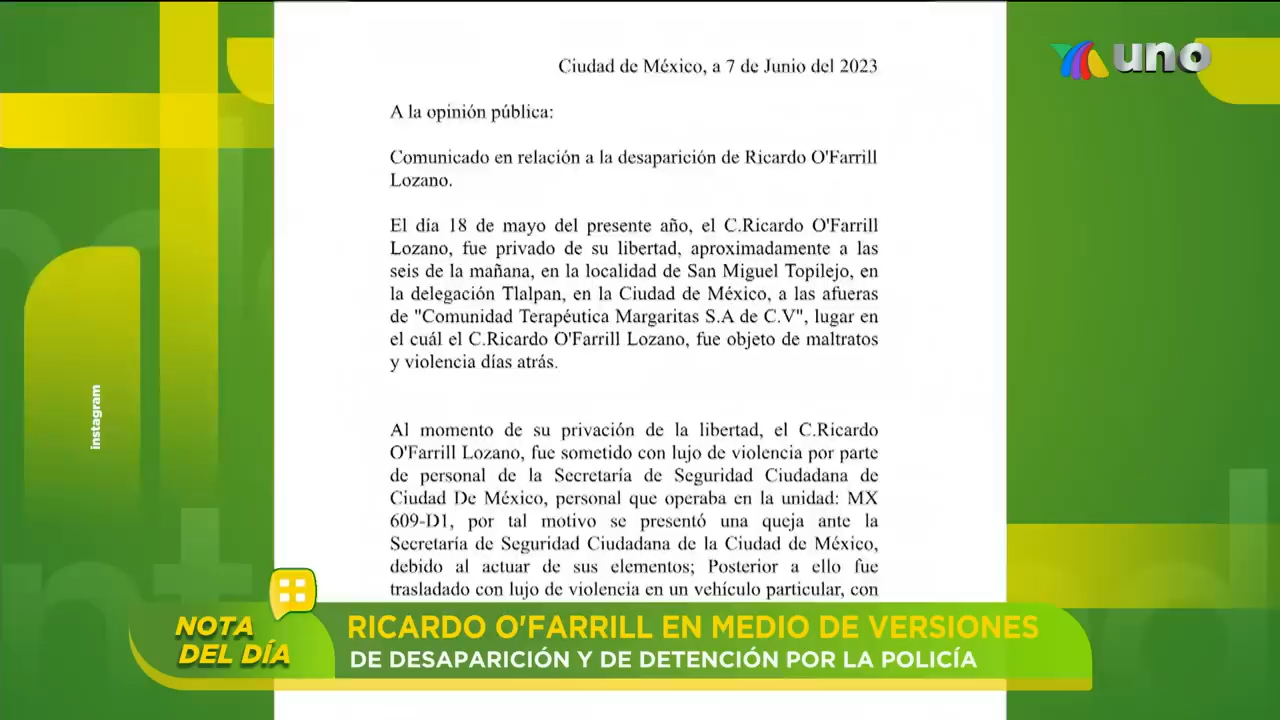 uno
Ciudad de México, a 7 de Junio del 2023
A la opinión pública:
Comunicado en relación a la desaparición de Ricardo O'Farrill
Lozano.
El día 18 de mayo del presente año, el C.Ricardo O'Farrill
Lozano, fue privado de su libertad, aproximadamente a las
seis de la mañana, en la localidad de San Miguel Topilejo, en
la delegación Tlalpan, en la Ciudad de México, a las afueras
de "Comunidad Terapéutica Margaritas S.A de C.V", lugar en
el cuál el C.Ricardo O'Farrill Lozano, fue objeto de maltratos
y violencia días atrás.
Al momento de su privación de la libertad, el C.Ricardo
O'Farrill Lozano, fue sometido con lujo de violencia por parte
de personal de la Secretaría de Seguridad Ciudadana de
Ciudad De México, personal que operaba en la unidad: MX
609-D1, por tal motivo se presentó una queja ante la
Secretaría de Seguridad Ciudadana de la Ciudad de México,
debido al actuar de sus elementos; Posterior a ello fue
trasladado con lujo de violencia en un vehículo particular, con
instagram
NOTA
DEL DÍA
RICARDO O'FARRILL EN MEDIO DE VERSIONES
DE DESAPARICIÓN Y DE DETENCIÓN POR LA POLICÍA